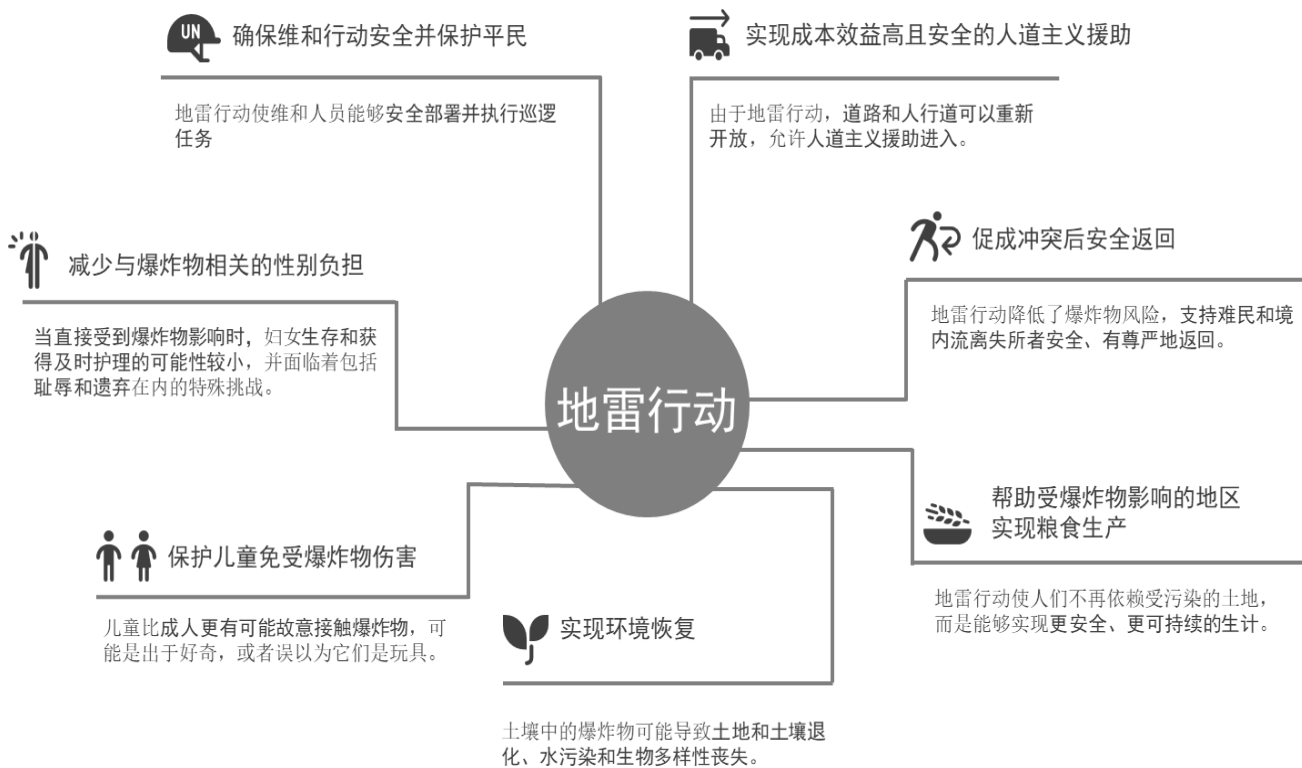 UN
确保维和行动安全并保护平民
地雷行动使维和人员能够安全部署并执行巡逻
任务
实现成本效益高且安全的人道主义援助
由于地雷行动，道路和人行道可以重新
开放，允许人道主义援助进入。
减少与爆炸物相关的性别负担
当直接受到爆炸物影响时，妇女生存和获
得及时护理的可能性较小，并面临着包括
耻辱和遗弃在内的特殊挑战。
促成冲突后安全返回
地雷行动降低了爆炸物风险，支持难民和境
内流离失所者安全、有尊严地返回。
地雷行动
帮助受爆炸物影响的地区
实现粮食生产
地雷行动使人们不再依赖受污染的土地，
而是能够实现更安全、更可持续的生计。
保护儿童免受爆炸物伤害
儿童比成人更有可能故意接触爆炸物，可
能是出于好奇，或者误以为它们是玩具。
实现环境恢复
土壤中的爆炸物可能导致土地和土壤退
化、水污染和生物多样性丧失。